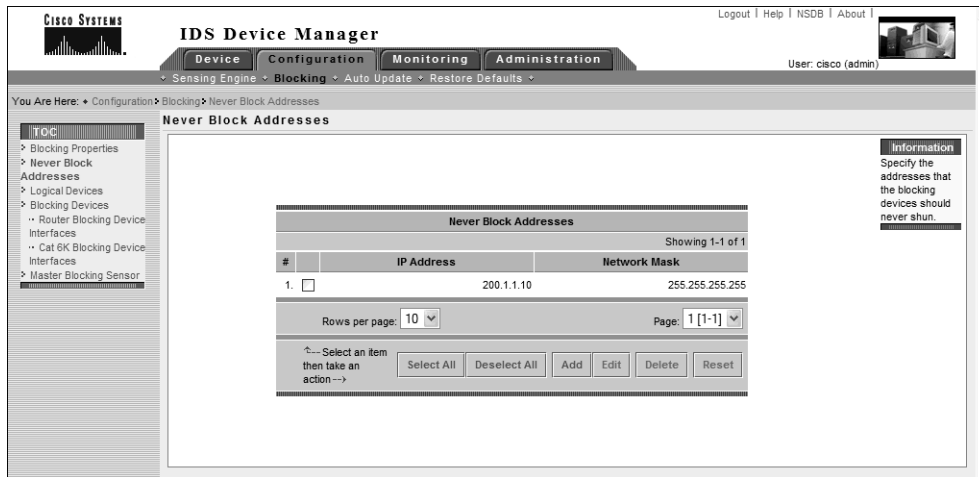 CISCO SYSTEMS
Logout | Help | NSDB | About |
IDS Device Manager
Device Configuration Monitoring Administration
User: cisco (admin)
Sensing Engine Blocking Auto Update Restore Defaults
You Are Here: Configuration Blocking Never Block Addresses
TOC
Blocking Properties
Never Block
Addresses
Logical Devices
Blocking Devices
Router Blocking Device
Interfaces
Cat 6K Blocking Device
Interfaces
Master Blocking Sensor
Never Block Addresses
Never Block Addresses
Showing 1-1 of 1
# IP Address Network Mask
1. 200.1.1.10 255.255.255.255
Rows per page: 10 Page: 1 [1-1]
Select an item
then take an
action -->
Select All Deselect All Add Edit Delete Reset
Information
Specify the
addresses that
the blocking
devices should
never shun.